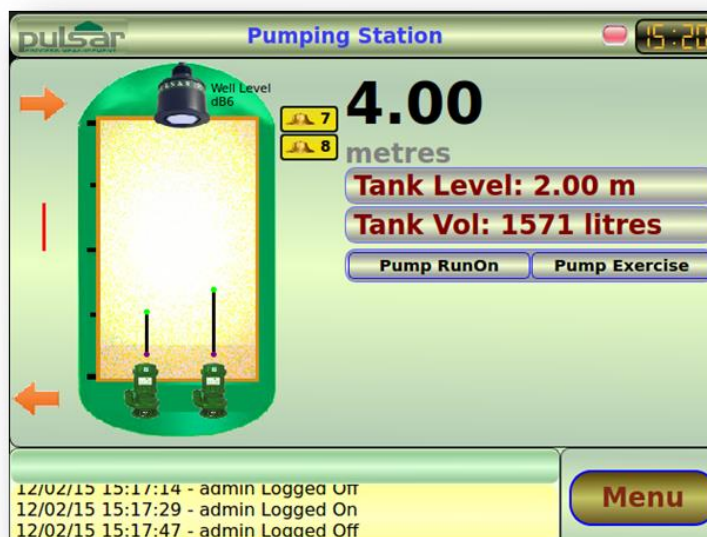 pulsar
Pumping Station
15:20
Well Level
dB6
7
8
4.00
metres
Tank Level: 2.00 m
Tank Vol: 1571 litres
Pump RunOn
Pump Exercise
12/02/15 15:17:14 - admin Logged Off
12/02/15 15:17:29 - admin Logged On
12/02/15 15:17:47 - admin Logged Off
Menu